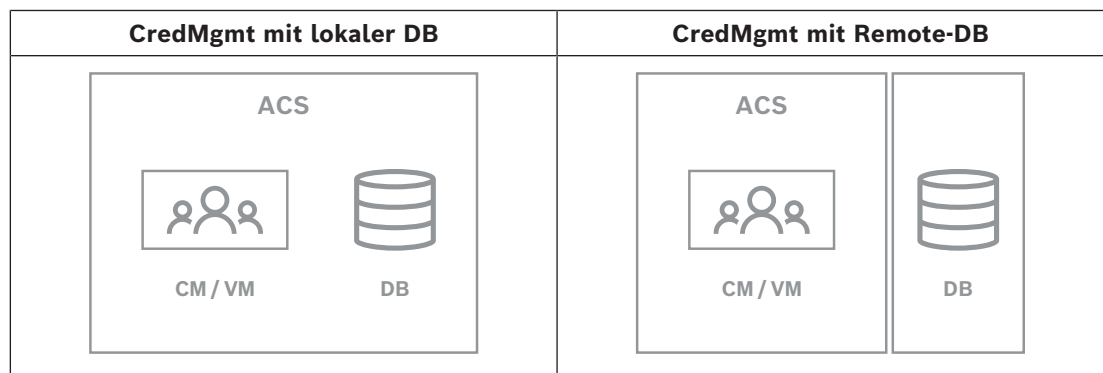 CredMgmt mit lokaler DB
CredMgmt mit Remote-DB
ACS
CM / VM
DB
ACS
CM / VM
DB